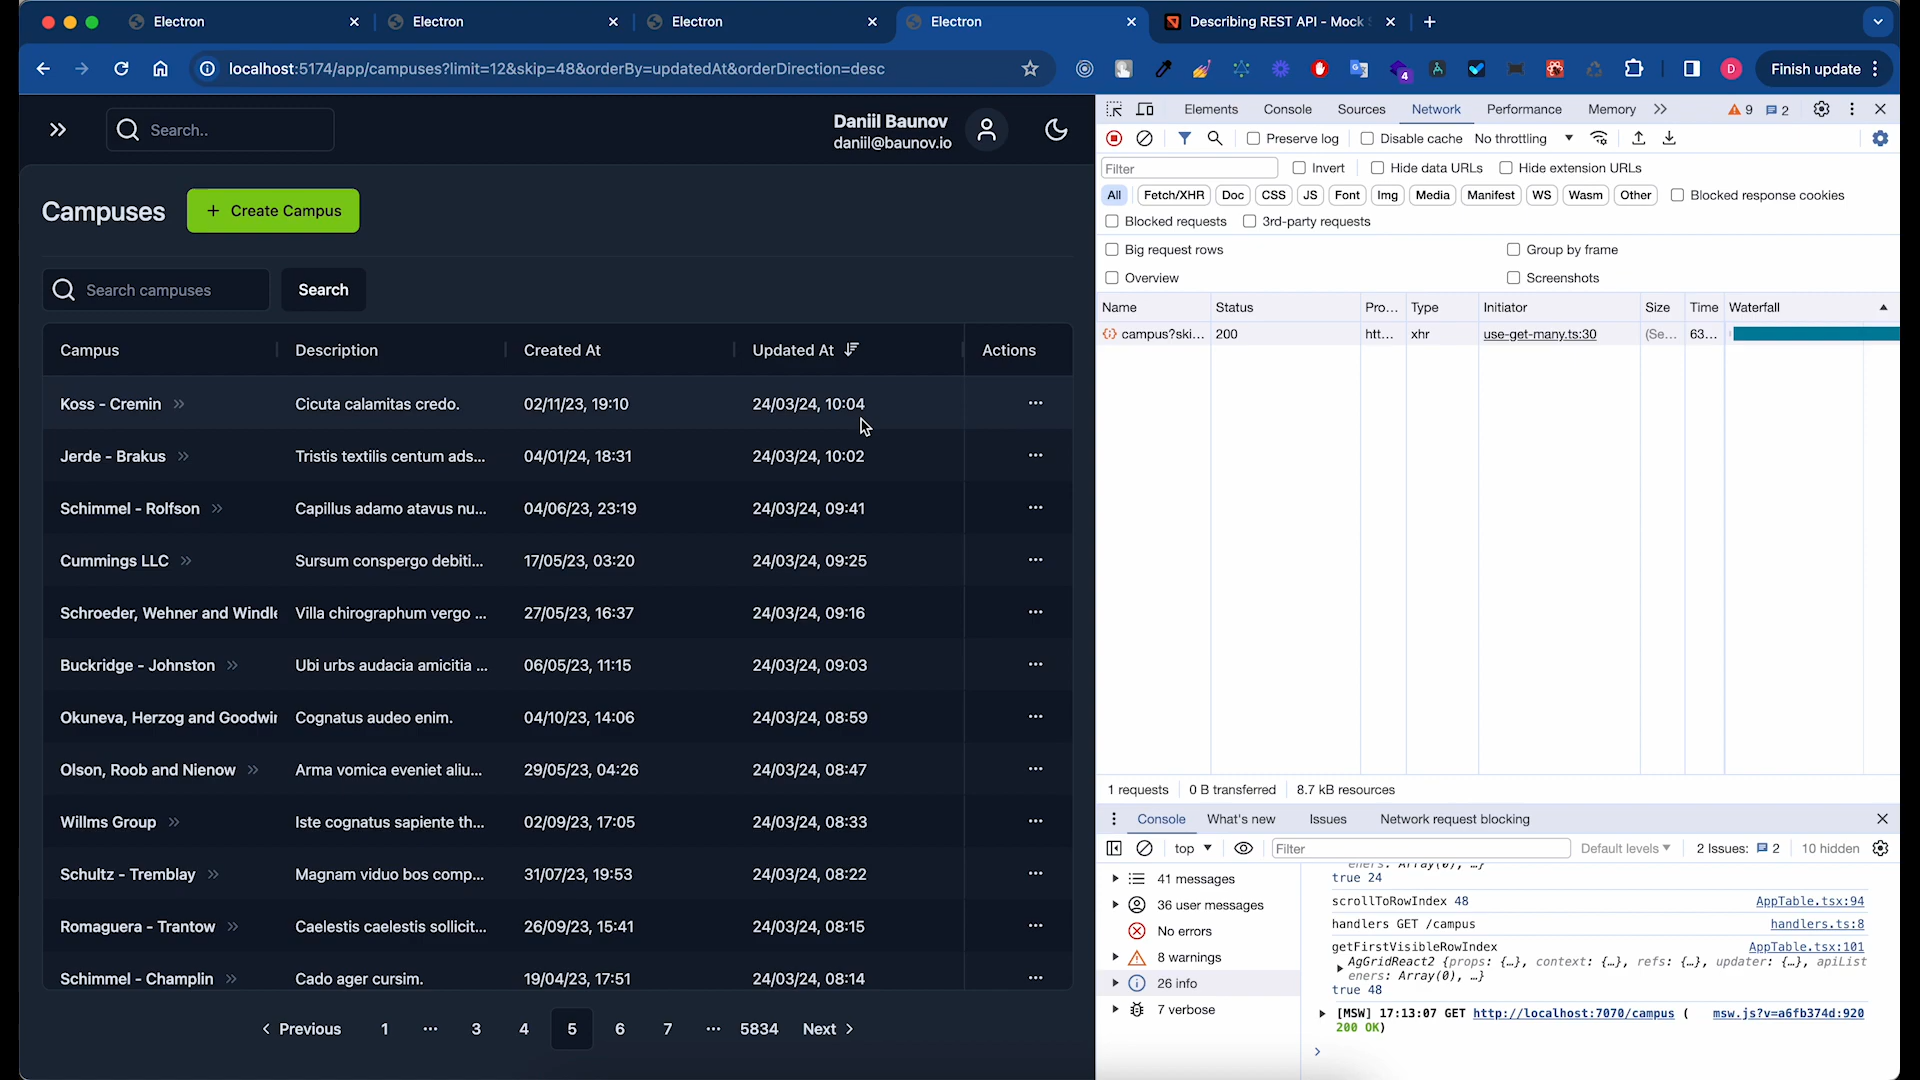 Electron
Electron
Electron
Electron
Describing REST API - Mock
localhost:5174/app/campuses?limit=12&skip=48&orderBy=updatedAt&orderDirection=desc
4
D
Finish update
Search..
Daniil Baunov
daniil@baunov.io
Campuses
+ Create Campus
Search campuses
Search
Campus Description Created At Updated At Actions
Koss - Cremin » Cicuta calamitas credo. 02/11/23, 19:10 24/03/24, 10:04 ...
Jerde - Brakus » Tristis textilis centum ads... 04/01/24, 18:31 24/03/24, 10:02 ...
Schimmel - Rolfson » Capillus adamo atavus nu... 04/06/23, 23:19 24/03/24, 09:41 ...
Cummings LLC » Sursum conspergo debiti... 17/05/23, 03:20 24/03/24, 09:25 ...
Schroeder, Wehner and Windle Villa chirographum vergo ... 27/05/23, 16:37 24/03/24, 09:16 ...
Buckridge - Johnston » Ubi urbs audacia amicitia ... 06/05/23, 11:15 24/03/24, 09:03 ...
Okuneva, Herzog and Goodwin Cognatus audeo enim. 04/10/23, 14:06 24/03/24, 08:59 ...
Olson, Roob and Nienow » Arma vomica eveniet aliu... 29/05/23, 04:26 24/03/24, 08:47 ...
Willms Group » Iste cognatus sapiente th... 02/09/23, 17:05 24/03/24, 08:33 ...
Schultz - Tremblay » Magnam viduo bos comp... 31/07/23, 19:53 24/03/24, 08:22 ...
Romaguera - Trantow » Caelestis caelestis sollicit... 26/09/23, 15:41 24/03/24, 08:15 ...
Schimmel - Champlin » Cado ager cursim. 19/04/23, 17:51 24/03/24, 08:14 ...
< Previous 1 ... 3 4 5 6 7 ... 5834 Next >
Elements Console Sources Network Performance Memory » 9 2
Preserve log Disable cache No throttling
Filter Invert Hide data URLs Hide extension URLs
All Fetch/XHR Doc CSS JS Font Img Media Manifest WS Wasm Other Blocked response cookies
Blocked requests 3rd-party requests
Big request rows Group by frame
Overview Screenshots
Name Status Pro... Type Initiator Size Time Waterfall
campus?ski... 200 htt... xhr use-get-many.ts:30 (Se... 63...
1 requests 0 B transferred 8.7 kB resources
Console What's new Issues Network request blocking
top Filter Default levels 2 Issues: 2 10 hidden
41 messages
36 user messages
No errors
8 warnings
26 info
7 verbose
eners: Array(0), …}
true 24
scrollToRowIndex 48 AppTable.tsx:94
handlers GET /campus handlers.ts:8
getFirstVisibleRowIndex AppTable.tsx:101
AgGridReact2 {props: {…}, context: {…}, refs: {…}, updater: {…}, apiList
eners: Array(0), …}
true 48
[MSW] 17:13:07 GET http://localhost:7070/campus ( msw.js?v=a6fb374d:920
200 OK)